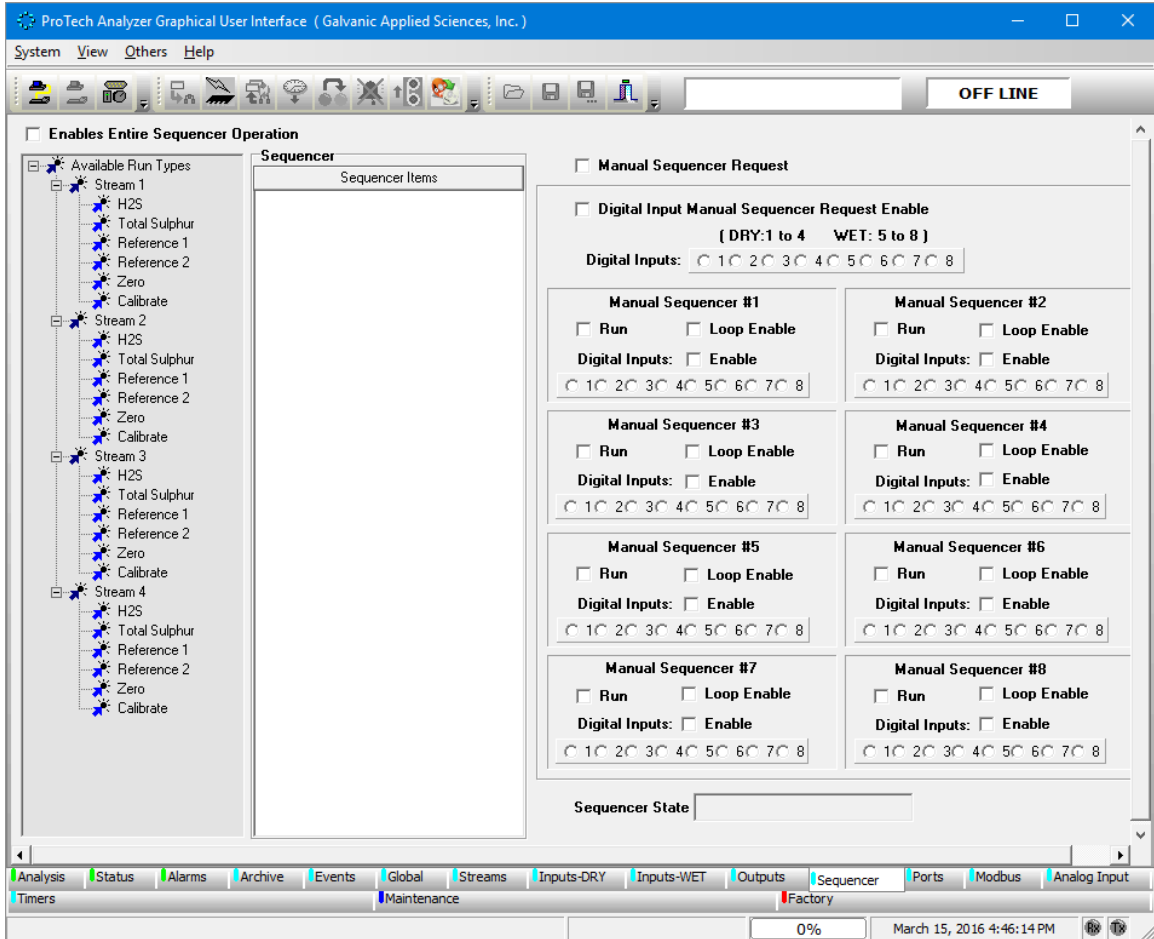 ProTech Analyzer Graphical User Interface ( Galvanic Applied Sciences, Inc. )
System View Others Help
OFF LINE
Enables Entire Sequencer Operation
Available Run Types
Stream 1
H2S
Total Sulphur
Reference 1
Reference 2
Zero
Calibrate
Stream 2
H2S
Total Sulphur
Reference 1
Reference 2
Zero
Calibrate
Stream 3
H2S
Total Sulphur
Reference 1
Reference 2
Zero
Calibrate
Stream 4
H2S
Total Sulphur
Reference 1
Reference 2
Zero
Calibrate
Sequencer
Sequencer Items
Manual Sequencer Request
Digital Input Manual Sequencer Request Enable
( DRY:1 to 4 WET: 5 to 8 )
Digital Inputs: 1 2 3 4 5 6 7 8
Manual Sequencer #1
Run Loop Enable
Digital Inputs: Enable
1 2 3 4 5 6 7 8
Manual Sequencer #2
Run Loop Enable
Digital Inputs: Enable
1 2 3 4 5 6 7 8
Manual Sequencer #3
Run Loop Enable
Digital Inputs: Enable
1 2 3 4 5 6 7 8
Manual Sequencer #4
Run Loop Enable
Digital Inputs: Enable
1 2 3 4 5 6 7 8
Manual Sequencer #5
Run Loop Enable
Digital Inputs: Enable
1 2 3 4 5 6 7 8
Manual Sequencer #6
Run Loop Enable
Digital Inputs: Enable
1 2 3 4 5 6 7 8
Manual Sequencer #7
Run Loop Enable
Digital Inputs: Enable
1 2 3 4 5 6 7 8
Manual Sequencer #8
Run Loop Enable
Digital Inputs: Enable
1 2 3 4 5 6 7 8
Sequencer State
Analysis Status Alarms Archive Events Global Streams Inputs-DRY Inputs-WET Outputs Sequencer Ports Modbus Analog Input
Timers Maintenance Factory
0% March 15, 2016 4:46:14 PM Rx Tx